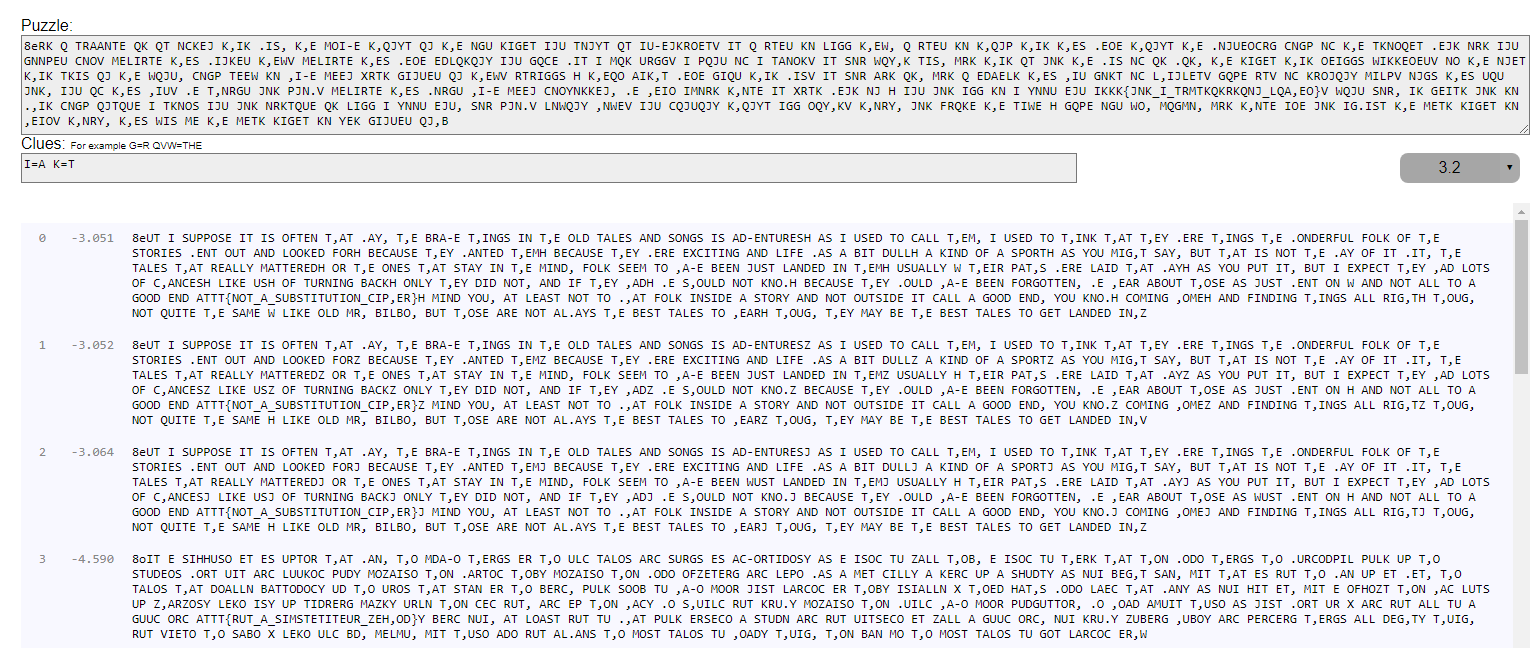 Puzzle:
8eRK Q TRAANTE QK QT NCKEJ K,IK .IS, K,E MOI-E K,QJYT QJ K,E NGU KIGET IJU TNJYT QT IU-EJKROETV IT Q RTEU KN LIGG K,EW, Q RTEU KN K,QJP K,IK K,ES .EOE K,QJYT K,E .NJUEOCRG CNGP NC K,E TKNOQET .EJK NRK IJU
GNNPEU CNOV MELIRTE K,ES .IJKEU K,EWV MELIRTE K,ES .EOE EDLQKQJY IJU GQCE .IT I MQK URGGV I PQJU NC I TANOKV IT SNR WQY,K TIS, MRK K,IK QT JNK K,E .IS NC QK .QK, K,E KIGET K,IK OEIGGS WIKKEOEUV NO K,E NJET
K,IK TKIS QJ K,E WQJU, CNGP TEEW KN ,I-E MEEJ XRTK GIJUEU QJ K,EWV RTRIGGS H K,EQO AIK,T .EOE GIQU K,IK .ISV IT SNR ARK QK, MRK Q EDAELK K,ES ,IU GNKT NC L,IJLETV GQPE RTV NC KROJQJY MILPV NJGS K,ES UQU
JNK, IJU QC K,ES ,IUV .E T,NRGU JNK PJN.V MELIRTE K,ES .NRGU ,I-E MEEJ CNOYNKKEJ, .E ,EIO IMNRK K,NTE IT XRTK .EJK NJ H IJU JNK IGG KN I YNNU EJU IKKK{JNK_I_TRMTKQKRKQNJ_LQA,EO}V WQJU SNR, IK GEITK JNK KN
.,IK CNGP QJTQUE I TKNOS IJU JNK NRKTQUE QK LIGG I YNNU EJU, SNR PJN.V LNWQJY ,NWEV IJU CQJUQJY K,QJYT IGG OQY,KV K,NRY, JNK FRQKE K,E TIWE H GQPE NGU WO, MQGMN, MRK K,NTE IOE JNK IG.IST K,E METK KIGET KN
,EIOV K,NRY, K,ES WIS ME K,E METK KIGET KN YEK GIJUEU QJ,B
Clues: For example G=R QVW=THE
I=A K=T
3.2
0 -3.051 8eUT I SUPPOSE IT IS OFTEN T,AT .AY, T,E BRA-E T,INGS IN T,E OLD TALES AND SONGS IS AD-ENTURESH AS I USED TO CALL T,EM, I USED TO T,INK T,AT T,EY .ERE T,INGS T,E .ONDERFUL FOLK OF T,E
STORIES .ENT OUT AND LOOKED FORH BECAUSE T,EY .ANTED T,EMH BECAUSE T,EY .ERE EXCITING AND LIFE .AS A BIT DULLH A KIND OF A SPORTH AS YOU MIG,T SAY, BUT T,AT IS NOT T,E .AY OF IT .IT, T,E
TALES T,AT REALLY MATTEREDH OR T,E ONES T,AT STAY IN T,E MIND, FOLK SEEM TO ,A-E BEEN JUST LANDED IN T,EMH USUALLY W T,EIR PAT,S .ERE LAID T,AT .AYH AS YOU PUT IT, BUT I EXPECT T,EY ,AD LOTS
OF C,ANCESH LIKE USH OF TURNING BACKH ONLY T,EY DID NOT, AND IF T,EY ,ADH .E S,OULD NOT KNO.H BECAUSE T,EY .OULD ,A-E BEEN FORGOTTEN, .E ,EAR ABOUT T,OSE AS JUST .ENT ON W AND NOT ALL TO A
GOOD END ATTT{NOT_A_SUBSTITUTION_CIP,ER}H MIND YOU, AT LEAST NOT TO .,AT FOLK INSIDE A STORY AND NOT OUTSIDE IT CALL A GOOD END, YOU KNO.H COMING ,OMEH AND FINDING T,INGS ALL RIG,TH T,OUG,
NOT QUITE T,E SAME W LIKE OLD MR, BILBO, BUT T,OSE ARE NOT AL.AYS T,E BEST TALES TO ,EARH T,OUG, T,EY MAY BE T,E BEST TALES TO GET LANDED IN,Z
1 -3.052 8eUT I SUPPOSE IT IS OFTEN T,AT .AY, T,E BRA-E T,INGS IN T,E OLD TALES AND SONGS IS AD-ENTURESZ AS I USED TO CALL T,EM, I USED TO T,INK T,AT T,EY .ERE T,INGS T,E .ONDERFUL FOLK OF T,E
STORIES .ENT OUT AND LOOKED FORZ BECAUSE T,EY .ANTED T,EMZ BECAUSE T,EY .ERE EXCITING AND LIFE .AS A BIT DULLZ A KIND OF A SPORTZ AS YOU MIG,T SAY, BUT T,AT IS NOT T,E .AY OF IT .IT, T,E
TALES T,AT REALLY MATTEREDZ OR T,E ONES T,AT STAY IN T,E MIND, FOLK SEEM TO ,A-E BEEN JUST LANDED IN T,EMZ USUALLY H T,EIR PAT,S .ERE LAID T,AT .AYZ AS YOU PUT IT, BUT I EXPECT T,EY ,AD LOTS
OF C,ANCESZ LIKE USZ OF TURNING BACKZ ONLY T,EY DID NOT, AND IF T,EY ,ADZ .E S,OULD NOT KNO.Z BECAUSE T,EY .OULD ,A-E BEEN FORGOTTEN, .E ,EAR ABOUT T,OSE AS JUST .ENT ON H AND NOT ALL TO A
GOOD END ATTT{NOT_A_SUBSTITUTION_CIP,ER}Z MIND YOU, AT LEAST NOT TO .,AT FOLK INSIDE A STORY AND NOT OUTSIDE IT CALL A GOOD END, YOU KNO.Z COMING ,OMEZ AND FINDING T,INGS ALL RIG,TZ T,OUG,
NOT QUITE T,E SAME H LIKE OLD MR, BILBO, BUT T,OSE ARE NOT AL.AYS T,E BEST TALES TO ,EARZ T,OUG, T,EY MAY BE T,E BEST TALES TO GET LANDED IN,V
2 -3.064 8eUT I SUPPOSE IT IS OFTEN T,AT .AY, T,E BRA-E T,INGS IN T,E OLD TALES AND SONGS IS AD-ENTURESJ AS I USED TO CALL T,EM, I USED TO T,INK T,AT T,EY .ERE T,INGS T,E .ONDERFUL FOLK OF T,E
STORIES .ENT OUT AND LOOKED FORJ BECAUSE T,EY .ANTED T,EMJ BECAUSE T,EY .ERE EXCITING AND LIFE .AS A BIT DULLJ A KIND OF A SPORTJ AS YOU MIG,T SAY, BUT T,AT IS NOT T,E .AY OF IT .IT, T,E
TALES T,AT REALLY MATTEREDJ OR T,E ONES T,AT STAY IN T,E MIND, FOLK SEEM TO ,A-E BEEN WUST LANDED IN T,EMJ USUALLY H T,EIR PAT,S .ERE LAID T,AT .AYJ AS YOU PUT IT, BUT I EXPECT T,EY ,AD LOTS
OF C,ANCESJ LIKE USJ OF TURNING BACKJ ONLY T,EY DID NOT, AND IF T,EY ,ADJ .E S,OULD NOT KNO.J BECAUSE T,EY .OULD ,A-E BEEN FORGOTTEN, .E ,EAR ABOUT T,OSE AS WUST .ENT ON H AND NOT ALL TO A
GOOD END ATTT{NOT_A_SUBSTITUTION_CIP,ER}J MIND YOU, AT LEAST NOT TO .,AT FOLK INSIDE A STORY AND NOT OUTSIDE IT CALL A GOOD END, YOU KNO.J COMING ,OMEJ AND FINDING T,INGS ALL RIG,TJ T,OUG,
NOT QUITE T,E SAME H LIKE OLD MR, BILBO, BUT T,OSE ARE NOT AL.AYS T,E BEST TALES TO ,EARJ T,OUG, T,EY MAY BE T,E BEST TALES TO GET LANDED IN,Z
3 -4.590 8oIT E SIHHUSO ET ES UPTOR T,AT .AN, T,O MDA-O T,ERGS ER T,O ULC TALOS ARC SURGS ES AC-ORTIDOSY AS E ISOC TU ZALL T,OB, E ISOC TU T,ERK T,AT T,ON .ODO T,ERGS T,O .URCODPIL PULK UP T,O
STUDEOS .ORT UIT ARC LUUKOC PUDY MOZAISO T,ON .ARTOC T,OBY MOZAISO T,ON .ODO OFZETERG ARC LEPO .AS A MET CILLY A KERC UP A SHUDTY AS NUI BEG,T SAN, MIT T,AT ES RUT T,O .AN UP ET .ET, T,O
TALOS T,AT DOALLN BATTODOCY UD T,O UROS T,AT STAN ER T,O BERC, PULK SOOB TU ,A-O MOOR JIST LARCOC ER T,OBY ISIALLN X T,OED HAT,S .ODO LAEC T,AT .ANY AS NUI HIT ET, MIT E OFHOZT T,ON ,AC LUTS
UP Z,ARZOSY LEKO ISY UP TIDRERG MAZKY URLN T,ON CEC RUT, ARC EP T,ON ,ACY .O S,UILC RUT KRU.Y MOZAISO T,ON .UILC ,A-O MOOR PUDGUTTOR, .O ,OAD AMUIT T,USO AS JIST .ORT UR X ARC RUT ALL TU A
GUUC ORC ATTT{RUT_A_SIMSTETITEUR_ZEH,OD}Y BERC NUI, AT LOAST RUT TU .,AT PULK ERSECO A STUDN ARC RUT UITSECO ET ZALL A GUUC ORC, NUI KRU.Y ZUBERG ,UBOY ARC PERCERG T,ERGS ALL DEG,TY T,UIG,
RUT VIETO T,O SABO X LEKO ULC BD, MELMU, MIT T,USO ADO RUT AL.ANS T,O MOST TALOS TU ,OADY T,UIG, T,ON BAN MO T,O MOST TALOS TU GOT LARCOC ER,W